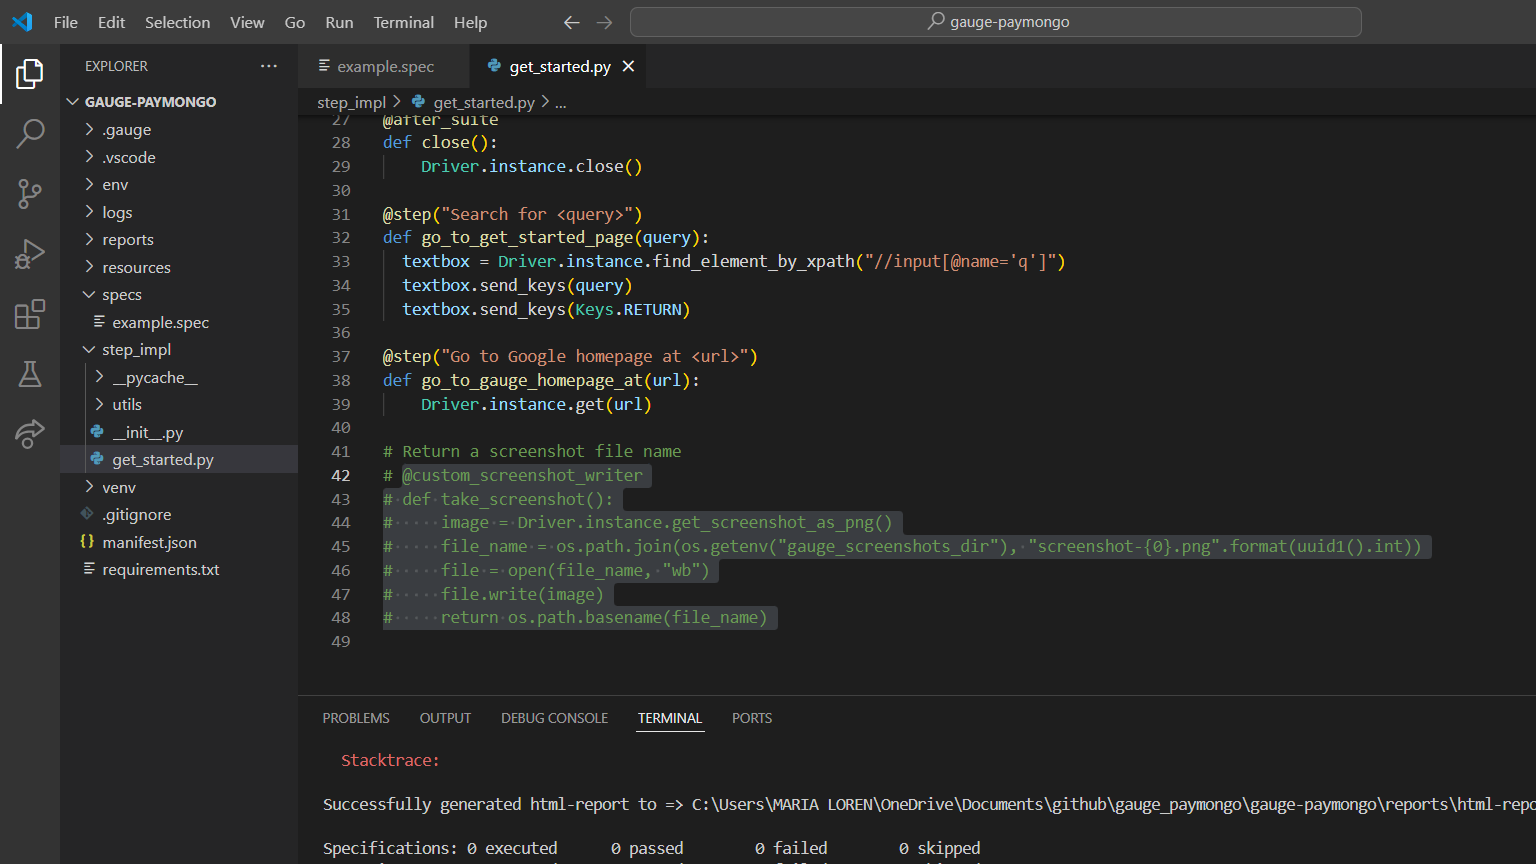 File Edit Selection View Go Run Terminal Help
gauge-paymongo
EXPLORER
GAUGE-PAYMONGO
.gauge
.vscode
env
logs
reports
resources
specs
example.spec
step_impl
__pycache__
utils
__init__.py
get_started.py
venv
.gitignore
{} manifest.json
requirements.txt
example.spec get_started.py
step_impl > get_started.py > ...
27 @after_suite
28 def close():
29 Driver.instance.close()
30
31 @step("Search for <query>")
32 def go_to_get_started_page(query):
33 textbox = Driver.instance.find_element_by_xpath("//input[@name='q']")
34 textbox.send_keys(query)
35 textbox.send_keys(Keys.RETURN)
36
37 @step("Go to Google homepage at <url>")
38 def go_to_gauge_homepage_at(url):
39 Driver.instance.get(url)
40
41 # Return a screenshot file name
42 # @custom_screenshot_writer
43 # def take_screenshot():
44 # image = Driver.instance.get_screenshot_as_png()
45 # file_name = os.path.join(os.getenv("gauge_screenshots_dir"), "screenshot-{0}.png".format(uuid1().int))
46 # file = open(file_name, "wb")
47 # file.write(image)
48 # return os.path.basename(file_name)
49
PROBLEMS OUTPUT DEBUG CONSOLE TERMINAL PORTS
Stacktrace:
Successfully generated html-report to => C:\Users\MARIA LOREN\OneDrive\Documents\github\gauge_paymongo\gauge-paymongo\reports\html-repo
Specifications: 0 executed 0 passed 0 failed 0 skipped